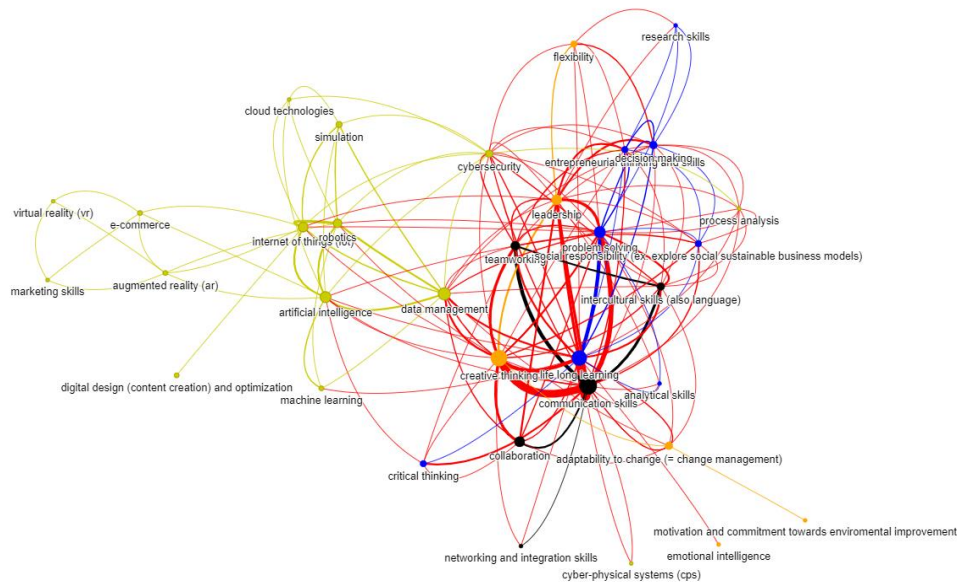 research skills
flexibility
cloud technologies
simulation
cybersecurity
entrepreneurial thinking and skills
decision making
virtual reality (vr)
e-commerce
leadership
process analysis
robotics
internet of things (iot)
problem solving
teamworking
social responsibility (ex. explore social sustainable business models)
marketing skills
augmented reality (ar)
intercultural skills (also language)
artificial intelligence
data management
creative thinking
life long learning
digital design (content creation) and optimization
machine learning
analytical skills
communication skills
collaboration
adaptability to change (= change management)
critical thinking
motivation and commitment towards enviromental improvement
networking and integration skills
emotional intelligence
cyber-physical systems (cps)